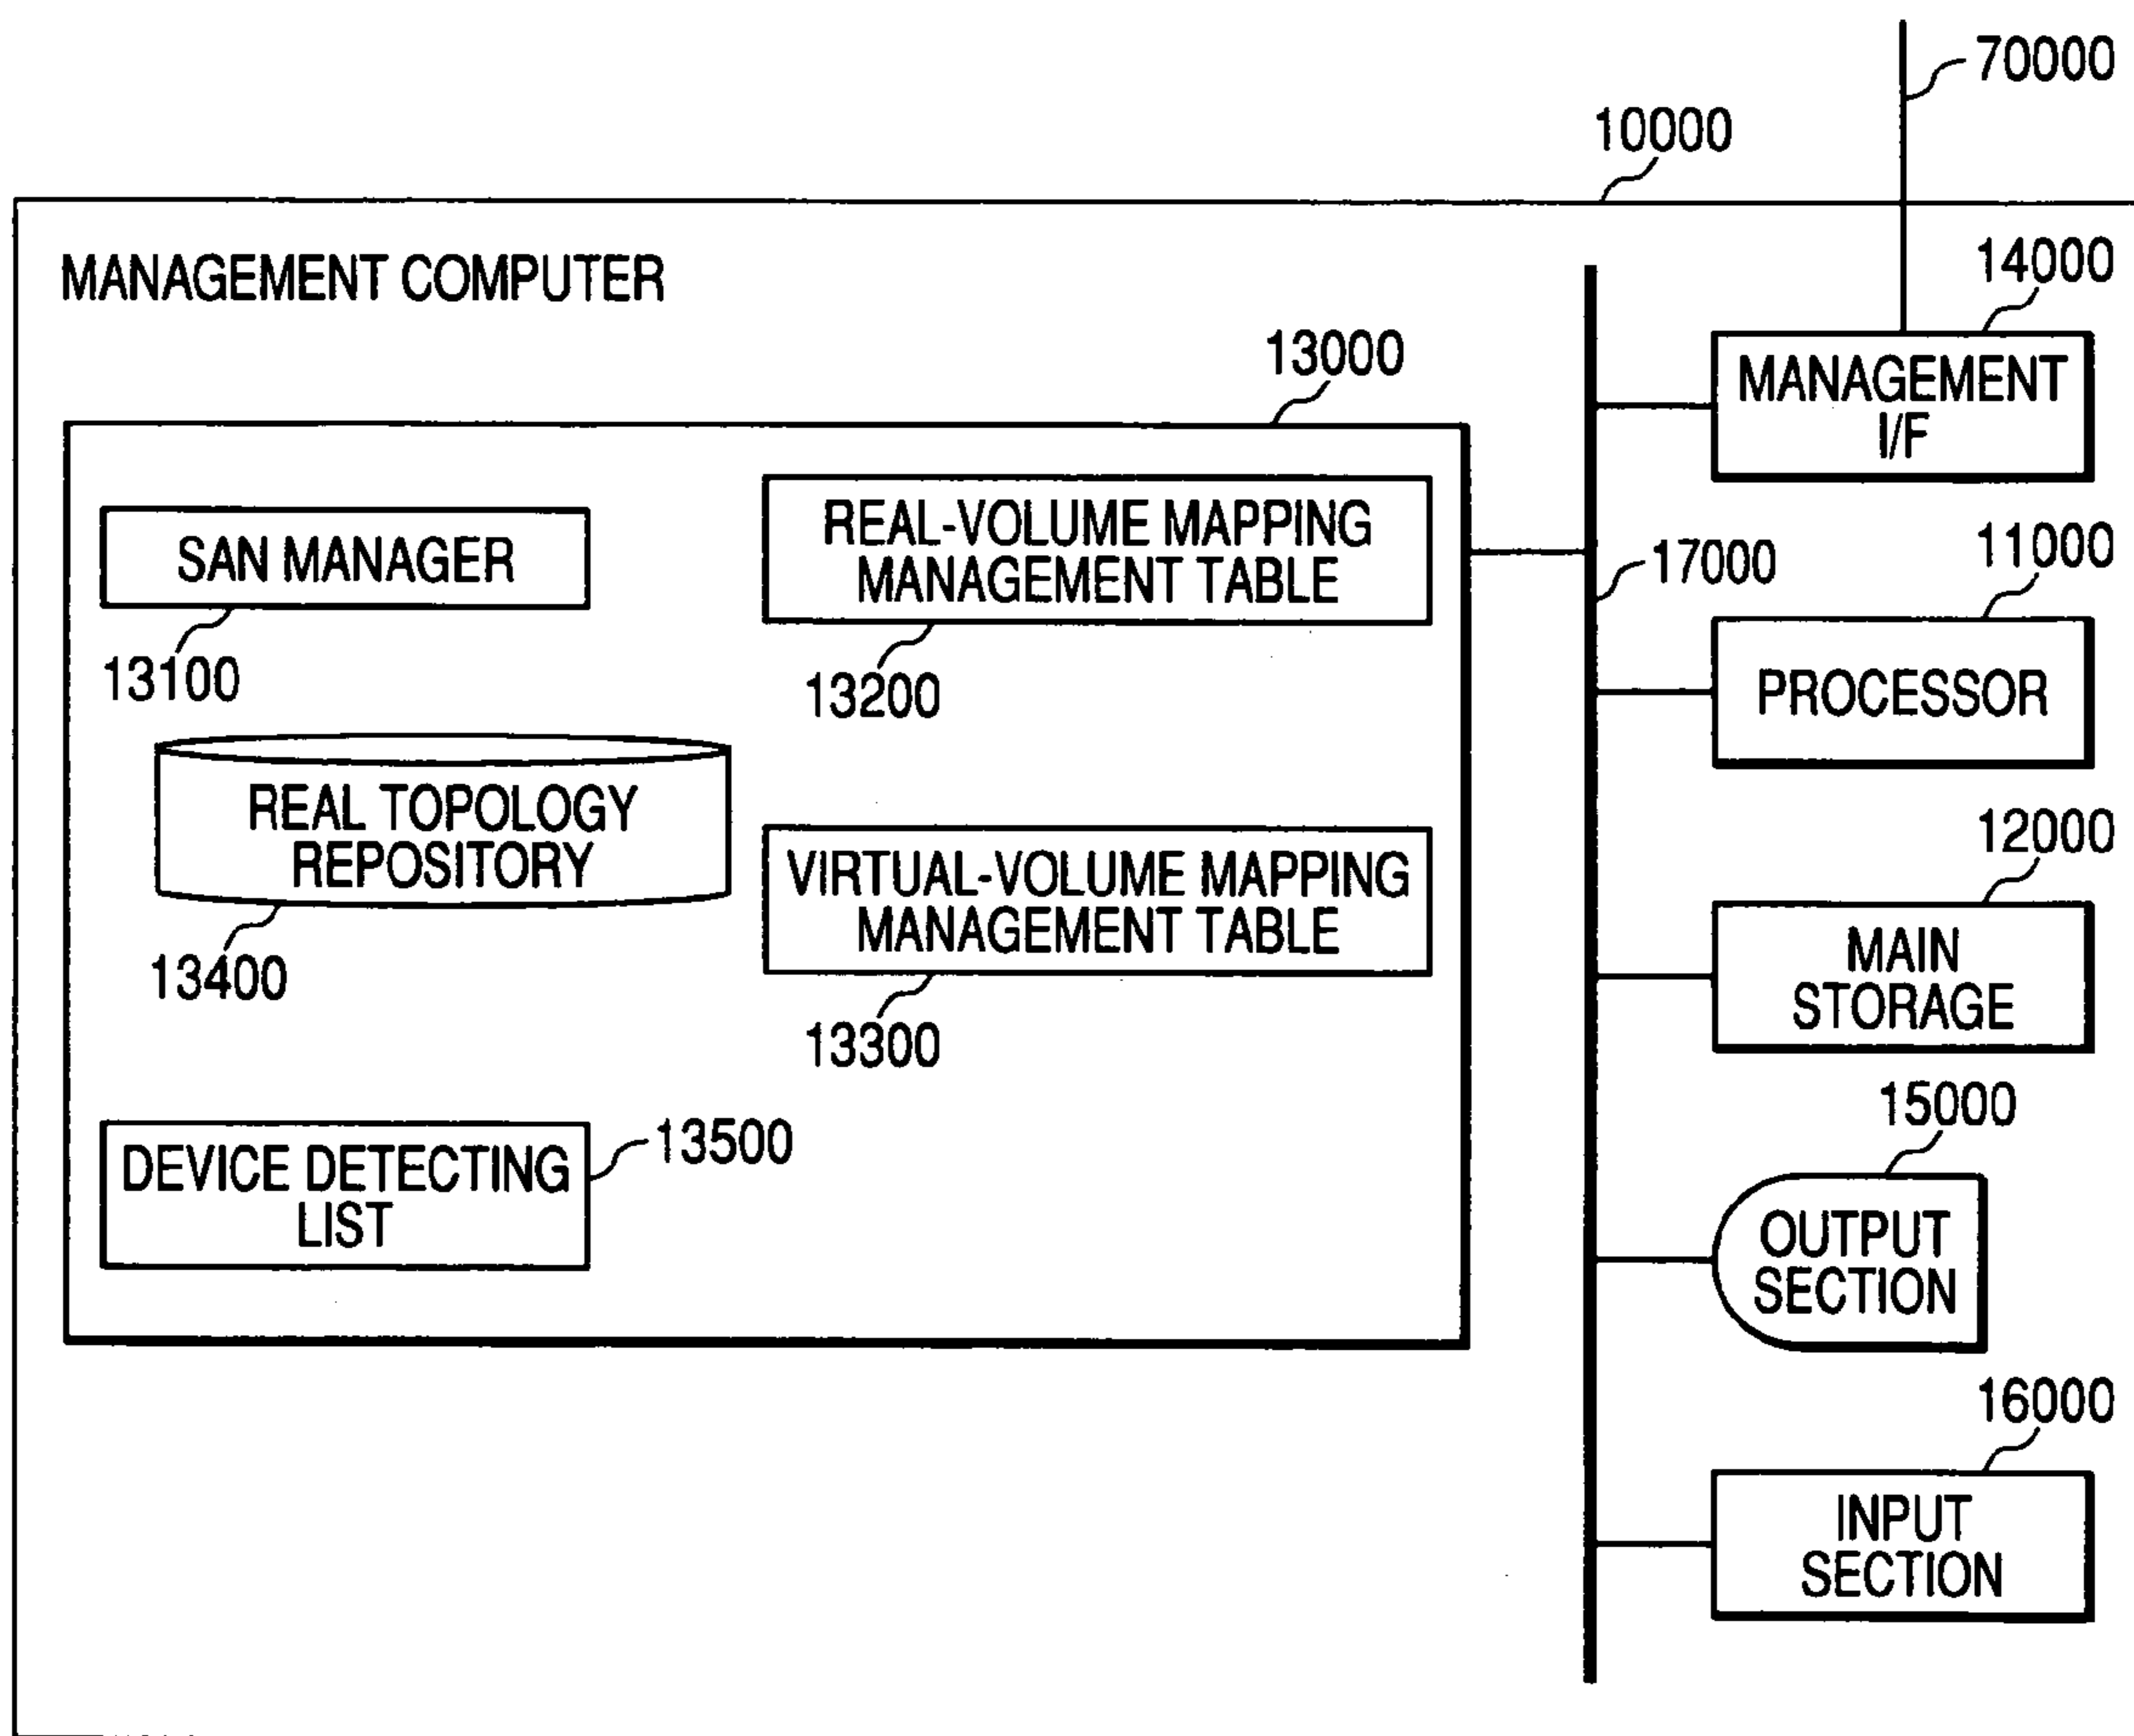 70000
10000
MANAGEMENT COMPUTER
14000
13000
MANAGEMENT
I/F
REAL-VOLUME MAPPING
MANAGEMENT TABLE
SAN MANAGER
17000
11000
13100
13200
PROCESSOR
REAL TOPOLOGY
REPOSITORY
12000
VIRTUAL-VOLUME MAPPING
MANAGEMENT TABLE
MAIN
STORAGE
13400
13300
15000
DEVICE DETECTING
LIST
13500
OUTPUT
SECTION
16000
INPUT
SECTION